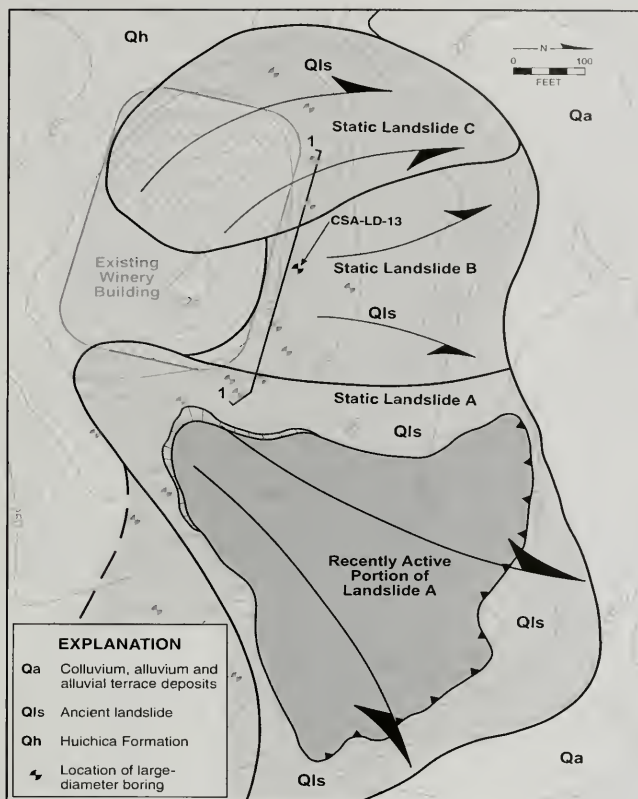 Qh
Qls
N
0 100
FEET
Qa
Static Landslide C
1
CSA-LD-13
Existing
Winery
Building
Static Landslide B
Qls
1
Static Landslide A
Qls
Recently Active
Portion of
Landslide A
Qls
EXPLANATION
Qa Colluvium, alluvium and
alluvial terrace deposits
Qls Ancient landslide
Qh Huichica Formation
Location of large-
diameter boring
Qls
Qa